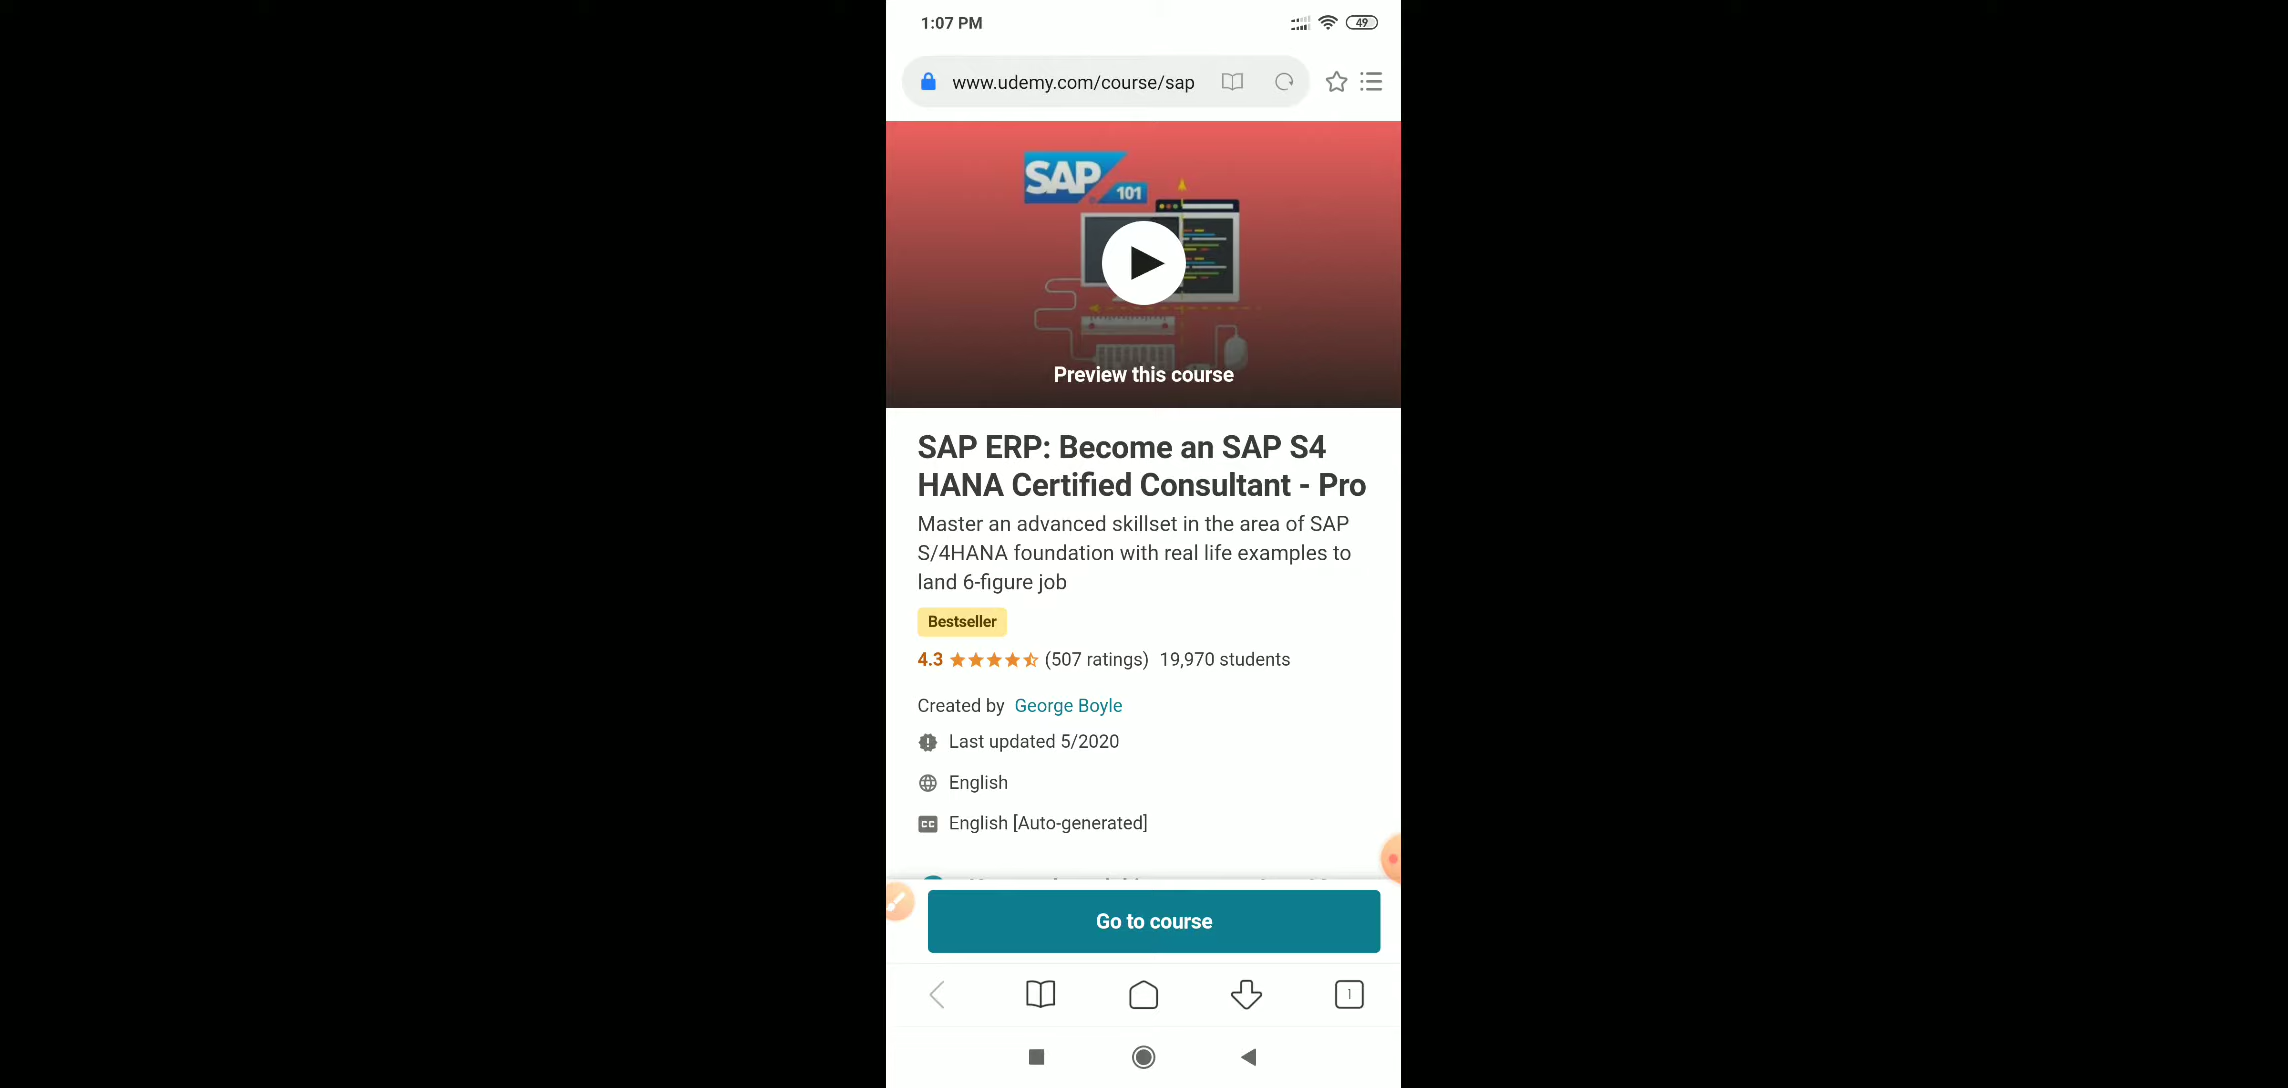 1:07 PM
49
www.udemy.com/course/sap
SAP
101
Preview this course
SAP ERP: Become an SAP S4
HANA Certified Consultant - Pro
Master an advanced skillset in the area of SAP
S/4HANA foundation with real life examples to
land 6-figure job
Bestseller
4.3 (507 ratings) 19,970 students
Created by George Boyle
Last updated 5/2020
English
CC English [Auto-generated]
Go to course
1